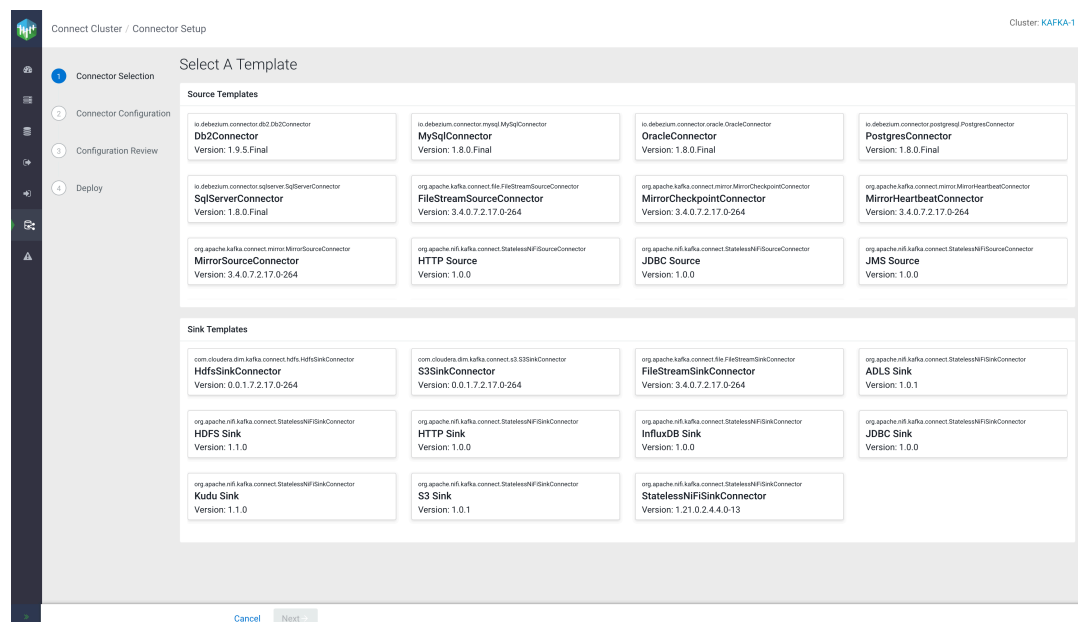 Connect Cluster / Connector Setup
Cluster: KAFKA-1
1 Connector Selection
2 Connector Configuration
3 Configuration Review
4 Deploy
Select A Template
Source Templates
io.debezium.connector.db2.Db2Connector
Db2Connector
Version: 1.9.5.Final
io.debezium.connector.mysql.MySqlConnector
MySqlConnector
Version: 1.8.0.Final
io.debezium.connector.oracle.OracleConnector
OracleConnector
Version: 1.8.0.Final
io.debezium.connector.postgresql.PostgresConnector
PostgresConnector
Version: 1.8.0.Final
io.debezium.connector.sqlserver.SqlServerConnector
SqlServerConnector
Version: 1.8.0.Final
org.apache.kafka.connect.file.FileStreamSourceConnector
FileStreamSourceConnector
Version: 3.4.0.7.2.17.0-264
org.apache.kafka.connect.mirror.MirrorCheckpointConnector
MirrorCheckpointConnector
Version: 3.4.0.7.2.17.0-264
org.apache.kafka.connect.mirror.MirrorHeartbeatConnector
MirrorHeartbeatConnector
Version: 3.4.0.7.2.17.0-264
org.apache.kafka.connect.mirror.MirrorSourceConnector
MirrorSourceConnector
Version: 3.4.0.7.2.17.0-264
org.apache.nifi.kafka.connect.StatelessNiFiSourceConnector
HTTP Source
Version: 1.0.0
org.apache.nifi.kafka.connect.StatelessNiFiSourceConnector
JDBC Source
Version: 1.0.0
org.apache.nifi.kafka.connect.StatelessNiFiSourceConnector
JMS Source
Version: 1.0.0
Sink Templates
com.cloudera.dim.kafka.connect.hdfs.HdfsSinkConnector
HdfsSinkConnector
Version: 0.0.1.7.2.17.0-264
com.cloudera.dim.kafka.connect.s3.S3SinkConnector
S3SinkConnector
Version: 0.0.1.7.2.17.0-264
org.apache.kafka.connect.file.FileStreamSinkConnector
FileStreamSinkConnector
Version: 3.4.0.7.2.17.0-264
org.apache.nifi.kafka.connect.StatelessNiFiSinkConnector
ADLS Sink
Version: 1.0.1
org.apache.nifi.kafka.connect.StatelessNiFiSinkConnector
HDFS Sink
Version: 1.1.0
org.apache.nifi.kafka.connect.StatelessNiFiSinkConnector
HTTP Sink
Version: 1.0.0
org.apache.nifi.kafka.connect.StatelessNiFiSinkConnector
InfluxDB Sink
Version: 1.0.0
org.apache.nifi.kafka.connect.StatelessNiFiSinkConnector
JDBC Sink
Version: 1.0.0
org.apache.nifi.kafka.connect.StatelessNiFiSinkConnector
Kudu Sink
Version: 1.1.0
org.apache.nifi.kafka.connect.StatelessNiFiSinkConnector
S3 Sink
Version: 1.0.1
org.apache.nifi.kafka.connect.StatelessNiFiSinkConnector
StatelessNiFiSinkConnector
Version: 1.21.0.2.4.4.0-13
Cancel
Next